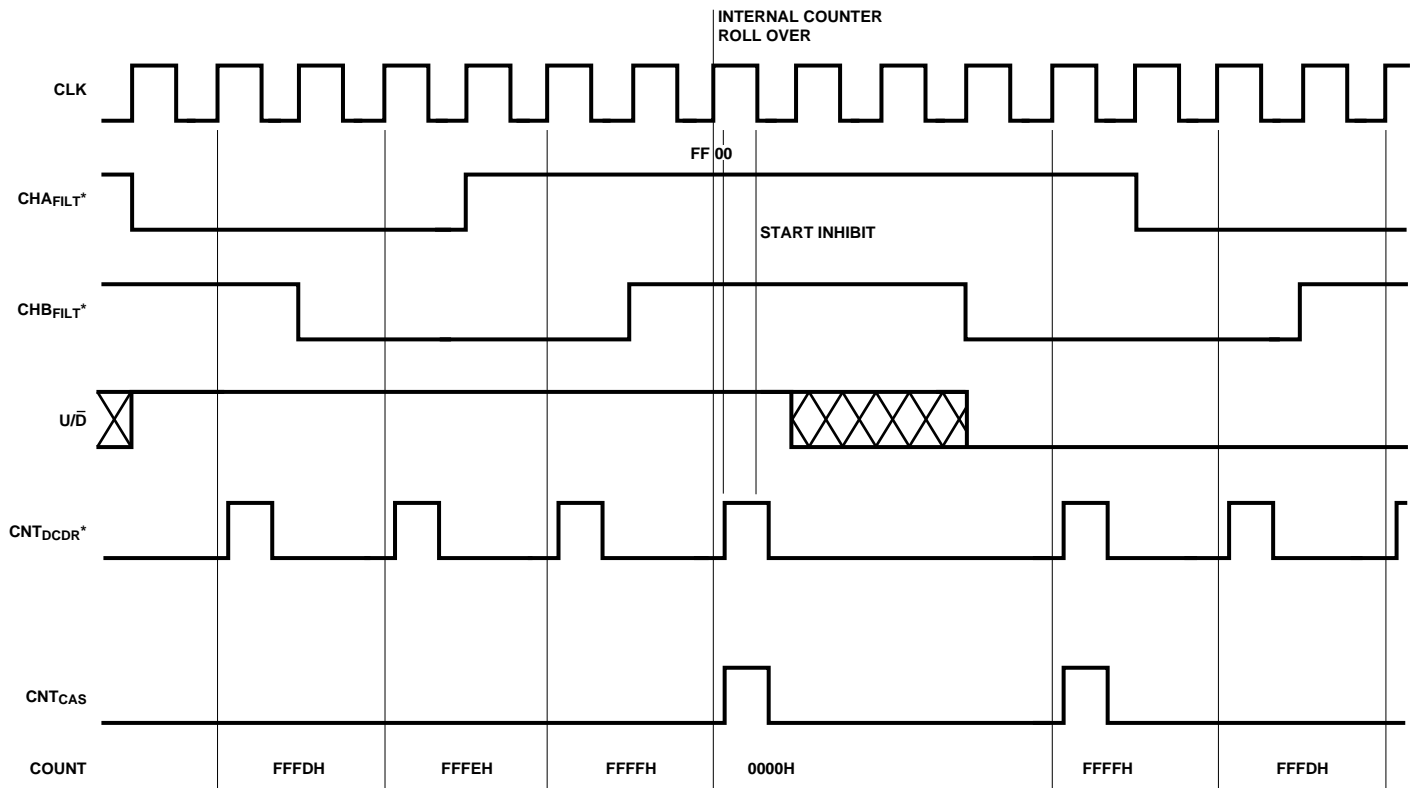 INTERNAL COUNTER
ROLL OVER
CLK
FF 00
CHAFILT*
START INHIBIT
CHBFILT*
U/D̅
CNTDCDR*
CNTCAS
COUNT FFFDH FFFEH FFFFH 0000H FFFFH FFFDH